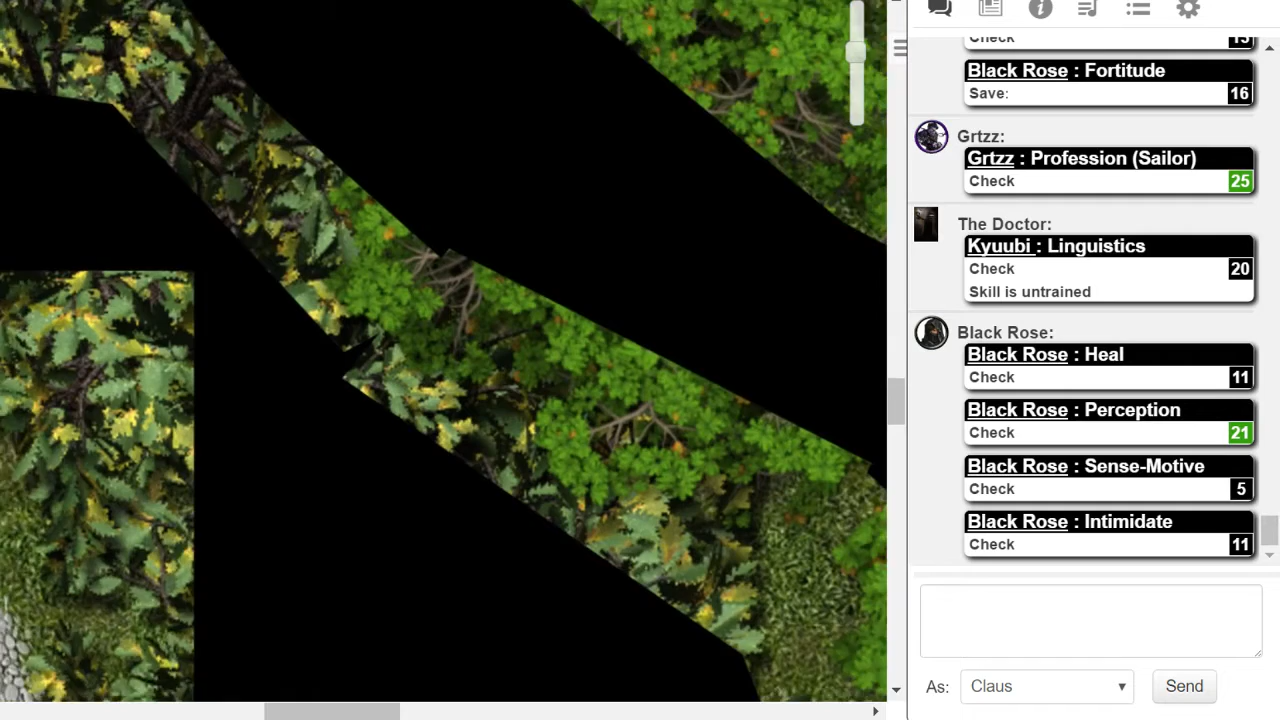 Check 15
Black Rose : Fortitude
Save: 16
Grtzz:
Grtzz : Profession (Sailor)
Check 25
The Doctor:
Kyuubi : Linguistics
Check 20
Skill is untrained
Black Rose:
Black Rose : Heal
Check 11
Black Rose : Perception
Check 21
Black Rose : Sense-Motive
Check 5
Black Rose : Intimidate
Check 11
As: Claus Send